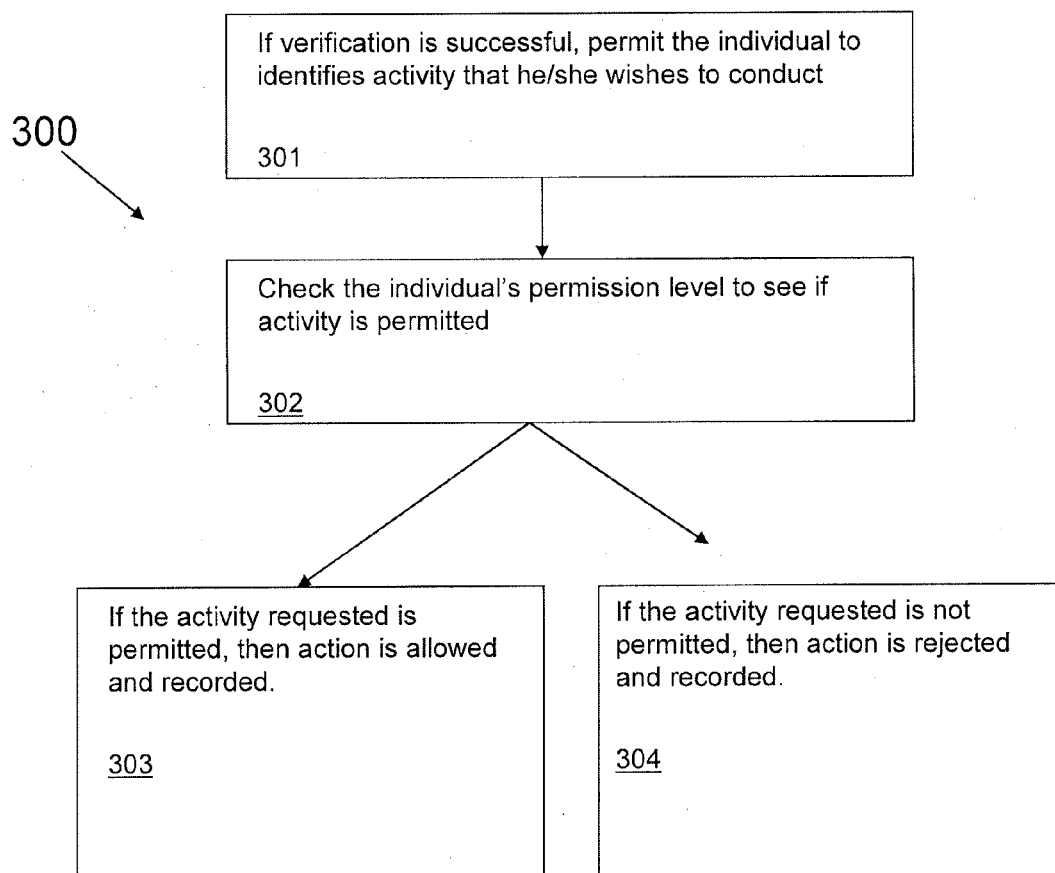 If verification is successful, permit the individual to
identifies activity that he/she wishes to conduct
301
300
Check the individual's permission level to see if
activity is permitted
302
If the activity requested is
permitted, then action is allowed
and recorded.
303
If the activity requested is not
permitted, then action is rejected
and recorded.
304